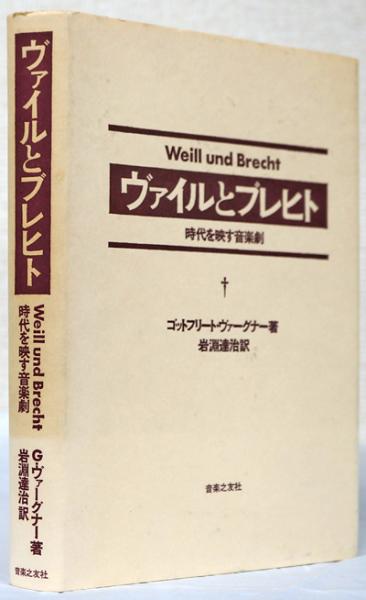 ヴァイルとブレヒト
Weill und Brecht
時代を映す音楽劇
G・ヴァーグナー著
岩淵達治訳
音楽之友社
Weill und Brecht
ヴァイルとブレヒト
時代を映す音楽劇
†
ゴットフリート・ヴァーグナー著
岩淵達治訳
音楽之友社